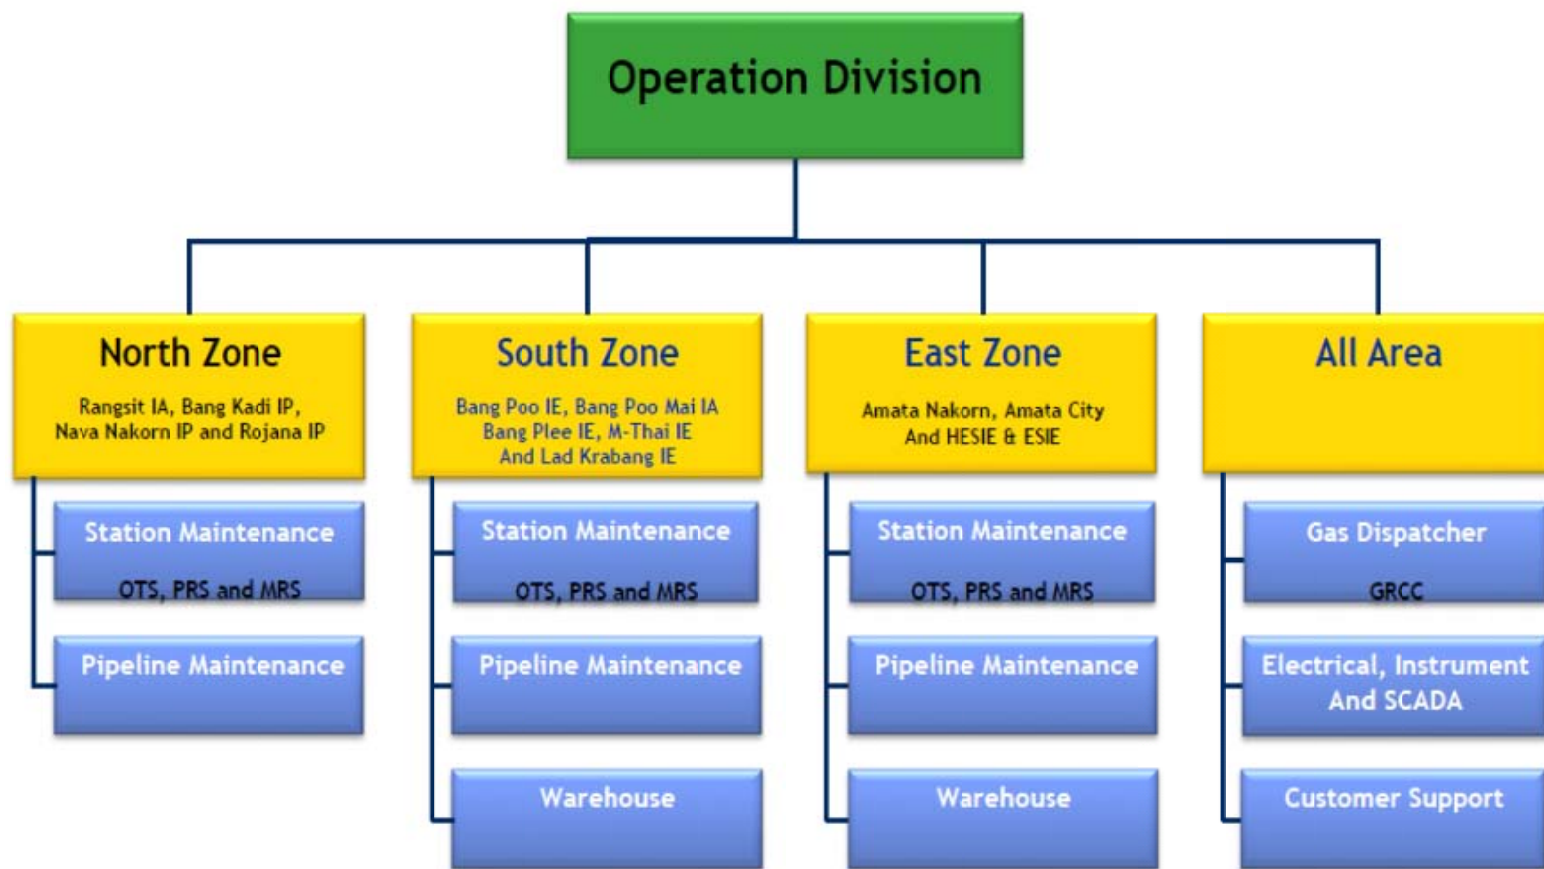 Operation Division
North Zone
Rangsit IA, Bang Kadi IP,
Nava Nakorn IP and Rojana IP
Station Maintenance
OTS, PRS and MRS
Pipeline Maintenance
South Zone
Bang Poo IE, Bang Poo Mai IA
Bang Plee IE, M-Thai IE
And Lad Krabang IE
Station Maintenance
OTS, PRS and MRS
Pipeline Maintenance
Warehouse
East Zone
Amata Nakorn, Amata City
And HESIE & ESIE
Station Maintenance
OTS, PRS and MRS
Pipeline Maintenance
Warehouse
All Area
Gas Dispatcher
GRCC
Electrical, Instrument
And SCADA
Customer Support